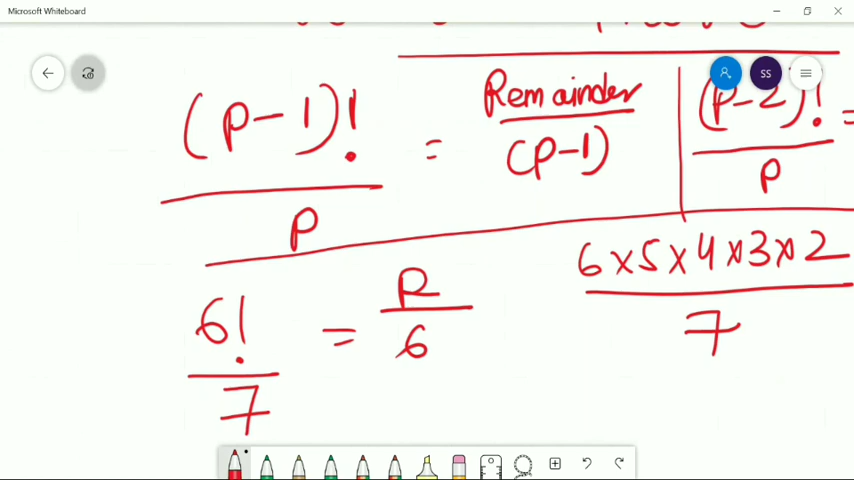 Microsoft Whiteboard
SS
(P-1)!
P
=
Remainder
(P-1)
(P-2)!
P
=
6!
7
=
R
6
6x5x4x3x2
7